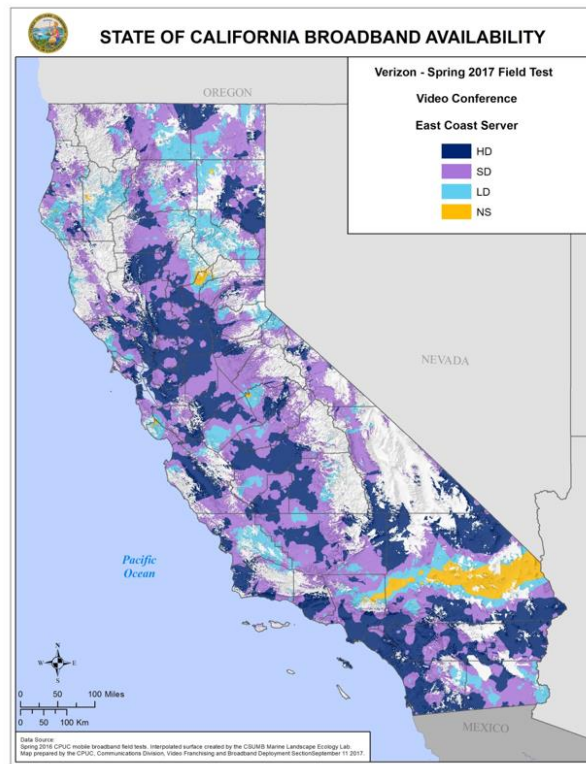 STATE OF CALIFORNIA BROADBAND AVAILABILITY
OREGON
Verizon - Spring 2017 Field Test
Video Conference
East Coast Server
HD
SD
LD
NS
NEVADA
Pacific
Ocean
N
W
E
S
0 50 100 Miles
0 50 100 Km
MEXICO
Data Source:
Spring 2016 CPUC mobile broadband field tests. Interpolated surface created by the CSUMB Marine Landscape Ecology Lab.
Map prepared by the CPUC, Communications Division, Video Franchising and Broadband Deployment SectionSeptember 11 2017.